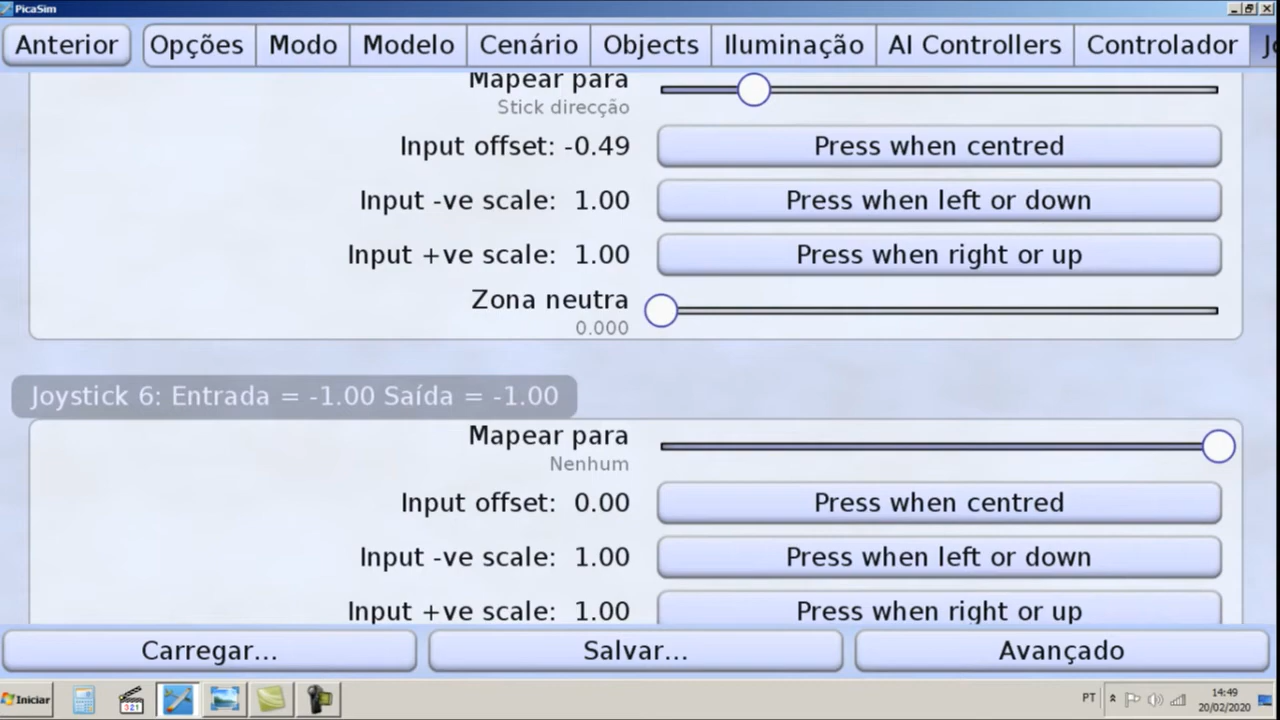 PicaSim
Anterior Opções Modo Modelo Cenário Objects Iluminação AI Controllers Controlador
Mapear para
Stick direcção
Input offset: -0.49 Press when centred
Input -ve scale: 1.00 Press when left or down
Input +ve scale: 1.00 Press when right or up
Zona neutra
0.000
Joystick 6: Entrada = -1.00 Saída = -1.00
Mapear para
Nenhum
Input offset: 0.00 Press when centred
Input -ve scale: 1.00 Press when left or down
Input +ve scale: 1.00 Press when right or up
Carregar... Salvar... Avançado
Iniciar 321 PT 14:49
20/02/2020